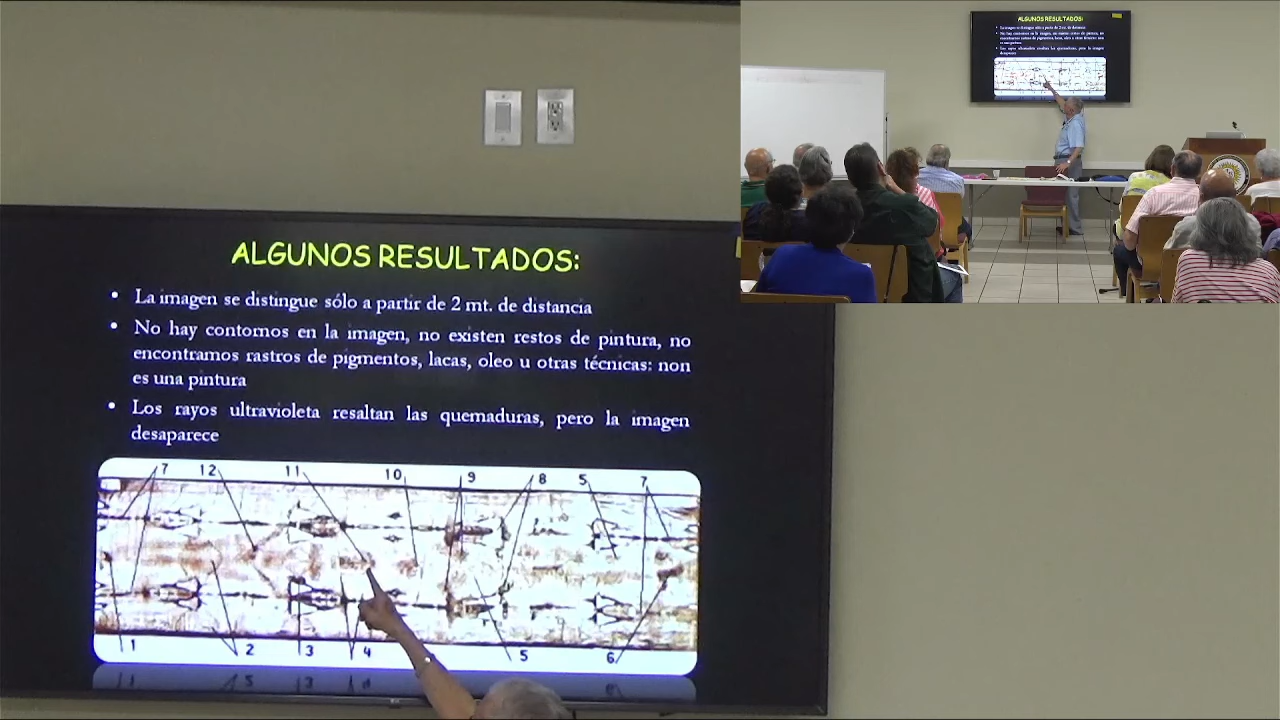 ALGUNOS RESULTADOS:
• La imagen se distingue sólo a partir de 2 mt. de distancia
• No hay contornos en la imagen, no existen restos de pintura, no
encontramos rastros de pigmentos, lacas, oleo u otras técnicas: non
es una pintura
• Los rayos ultravioleta resaltan las quemaduras, pero la imagen
desaparece
7 12 11 10 9 8 5 7
1 2 3 4 5 6
ALGUNOS RESULTADOS: